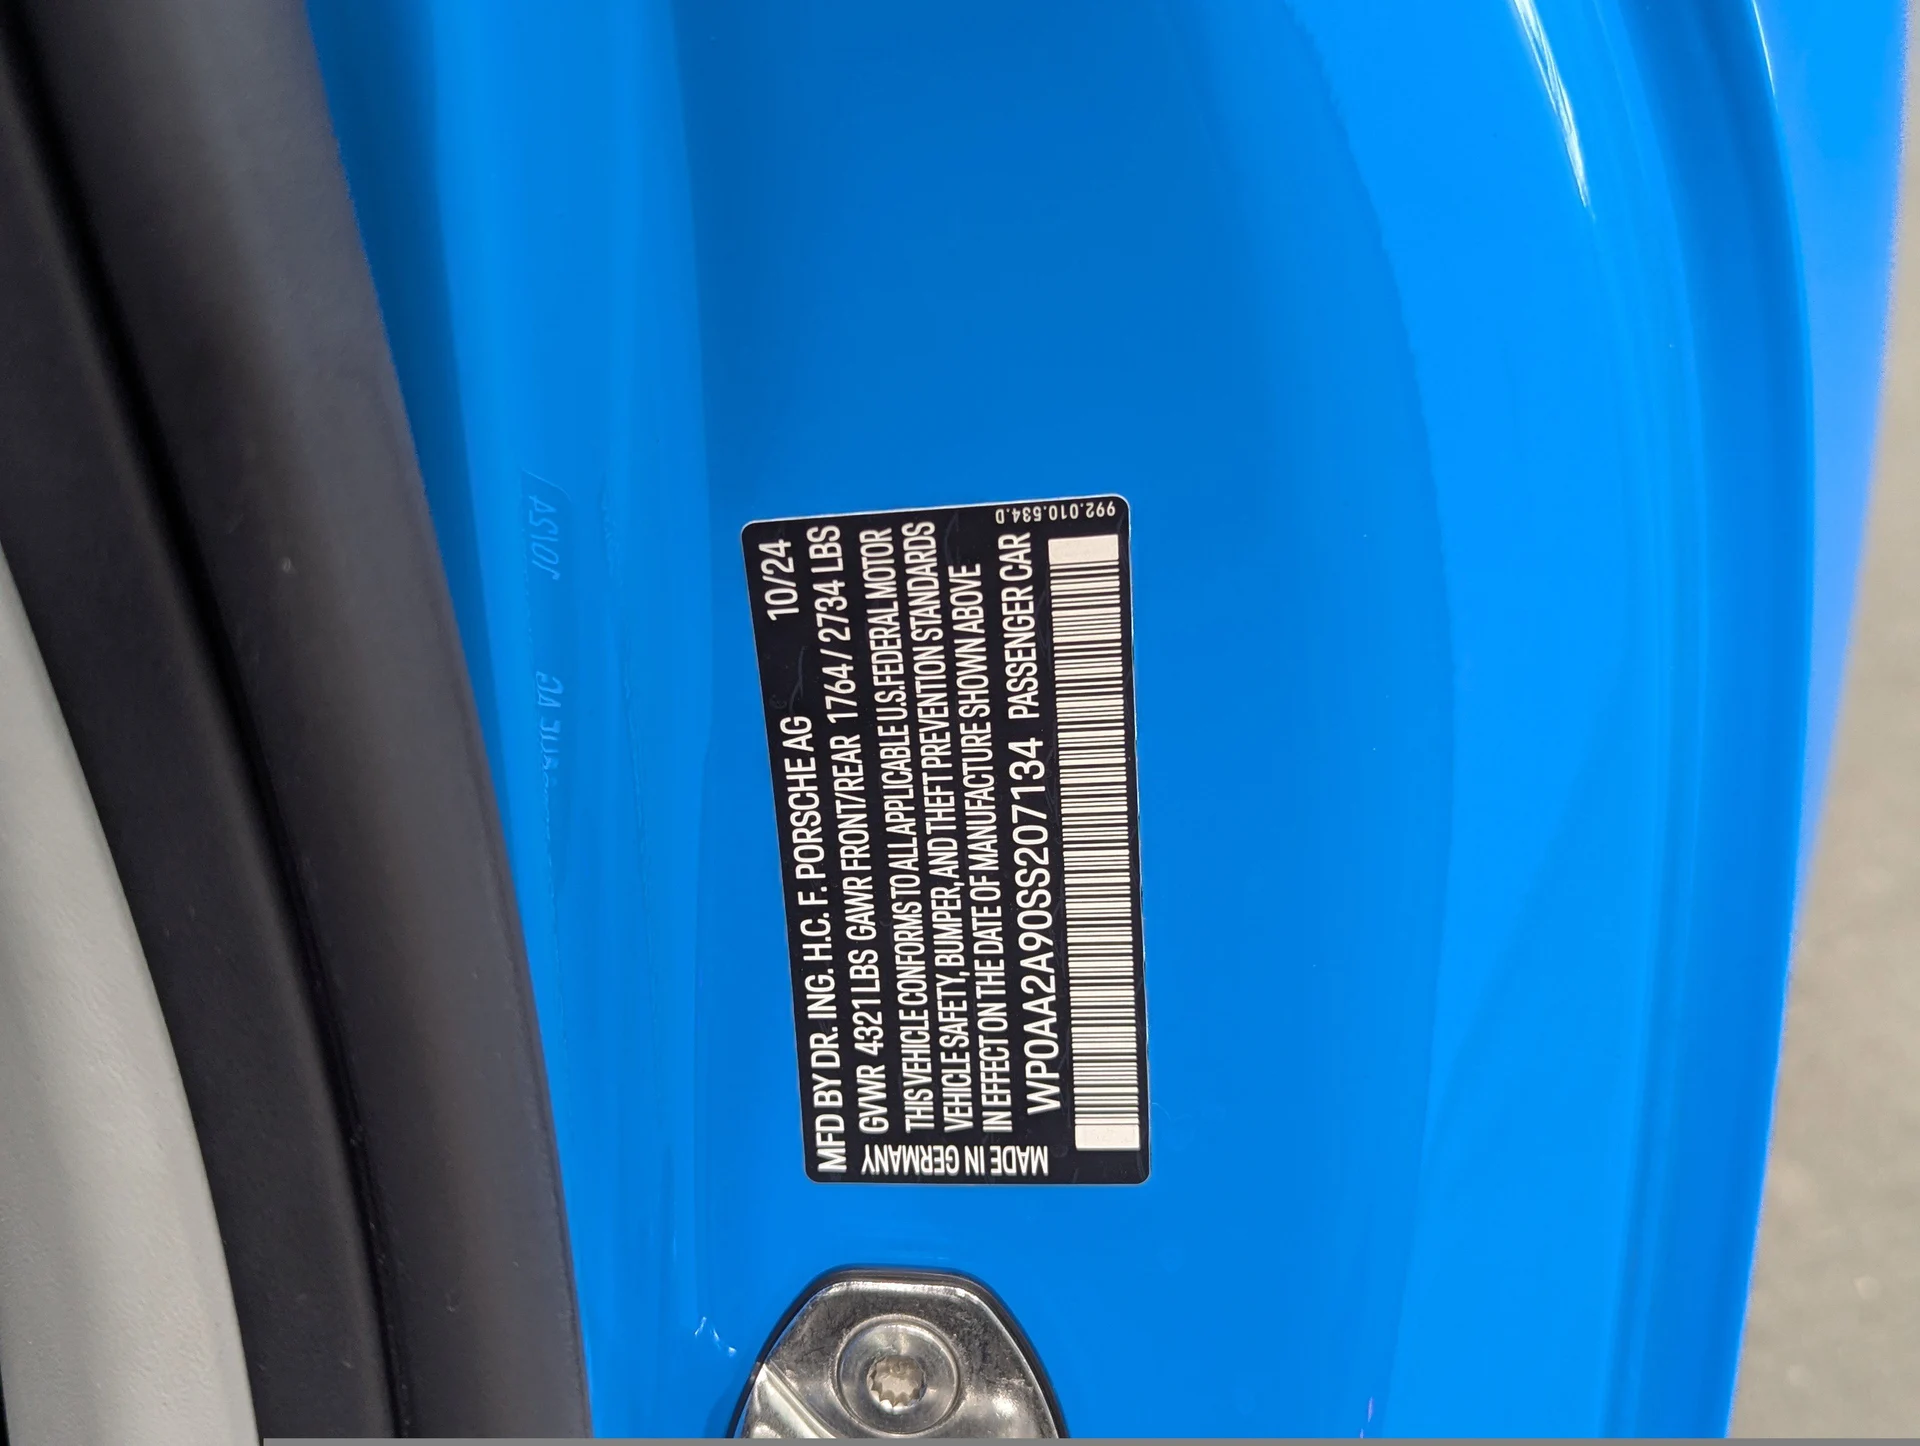 MFD BY DR. ING. H.C. F. PORSCHE AG 10/24
GVWR 4321 LBS GAWR FRONT/REAR 1764 / 2734 LBS
THIS VEHICLE CONFORMS TO ALL APPLICABLE U.S. FEDERAL MOTOR
VEHICLE SAFETY, BUMPER, AND THEFT PREVENTION STANDARDS
IN EFFECT ON THE DATE OF MANUFACTURE SHOWN ABOVE
WP0AA2A90SS207134 PASSENGER CAR
MADE IN GERMANY
992.010.534.D